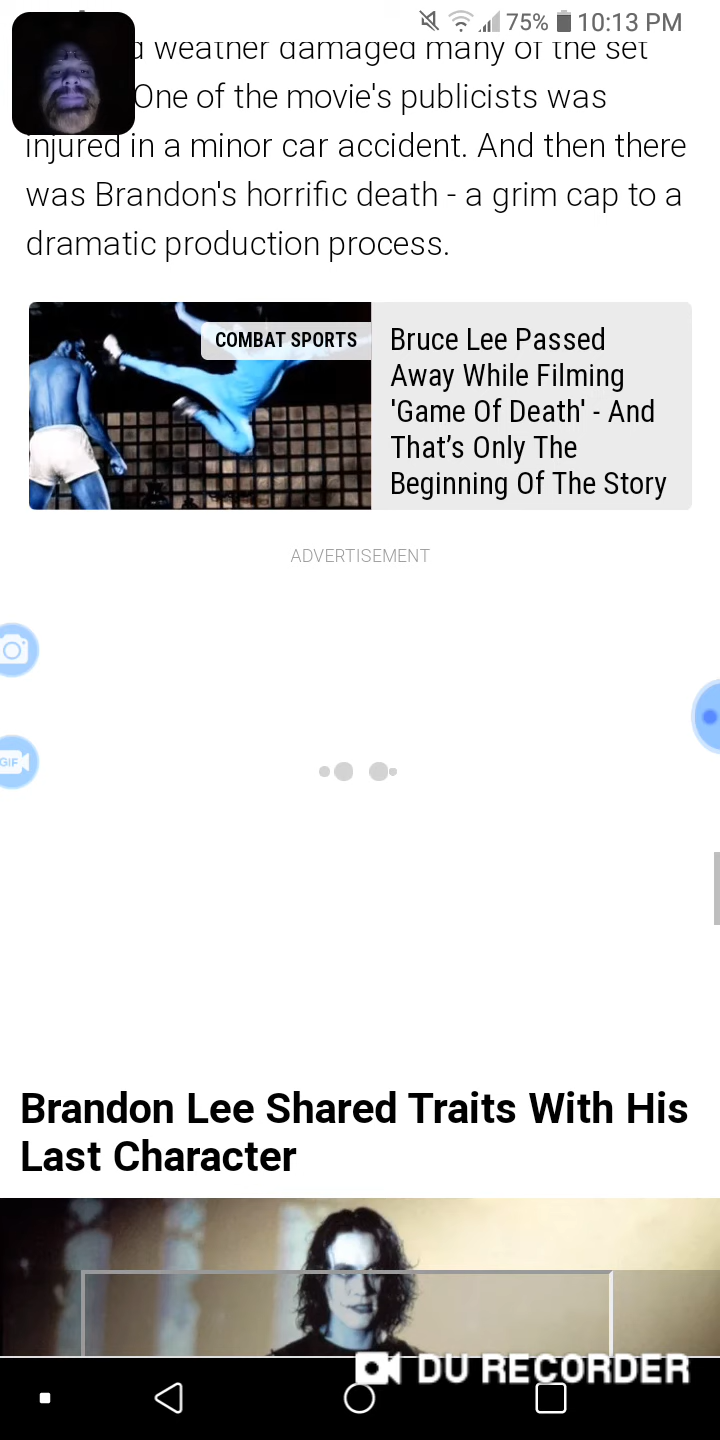 75% 10:13 PM
d weather damaged many of the set
One of the movie's publicists was
injured in a minor car accident. And then there
was Brandon's horrific death - a grim cap to a
dramatic production process.
COMBAT SPORTS
Bruce Lee Passed
Away While Filming
'Game Of Death' - And
That’s Only The
Beginning Of The Story
ADVERTISEMENT
GIF
Brandon Lee Shared Traits With His
Last Character
DU RECORDER